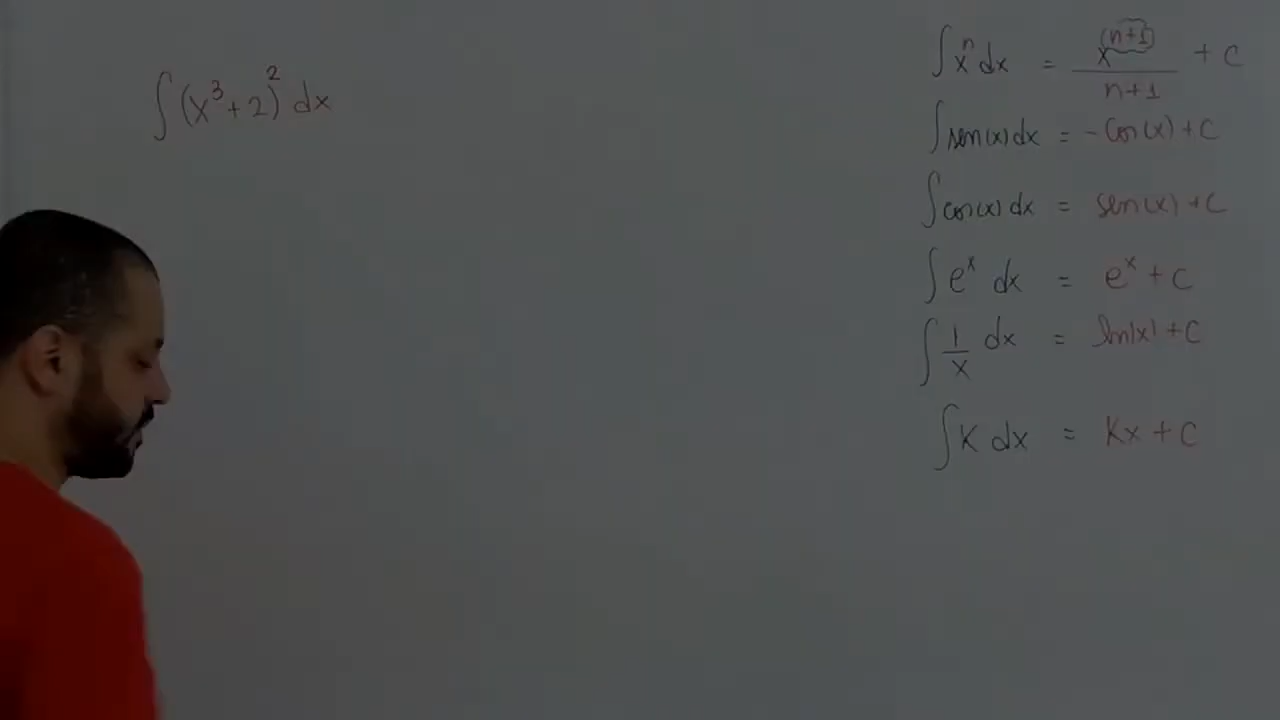 ∫(x³+2)² dx
∫xⁿ dx = x⁽ⁿ⁺¹⁾/n+1 + C
∫sen(x)dx = -cos(x)+C
∫cos(x)dx = sen(x)+C
∫eˣ dx = eˣ + C
∫1/x dx = ln|x|+C
∫K dx = Kx + C